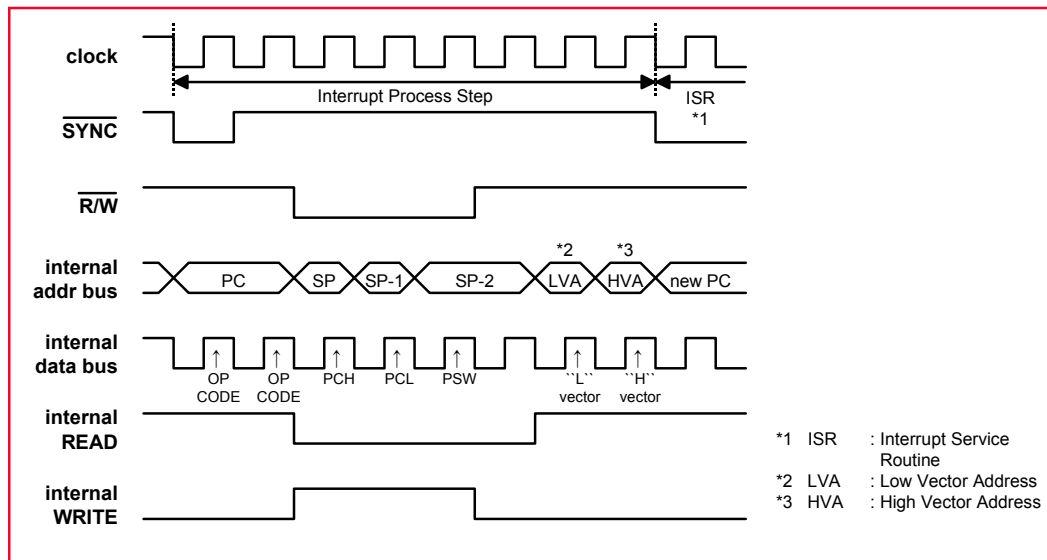 clock
Interrupt Process Step
ISR
*1
SYNC
R/W
*2
*3
internal
addr bus
PC
SP
SP-1
SP-2
LVA
HVA
new PC
internal
data bus
↑ ↑ ↑ ↑ ↑ ↑ ↑
OP
CODE
OP
CODE
PCH
PCL
PSW
``L``
vector
``H``
vector
internal
READ
internal
WRITE
*1 ISR : Interrupt Service
Routine
*2 LVA : Low Vector Address
*3 HVA : High Vector Address